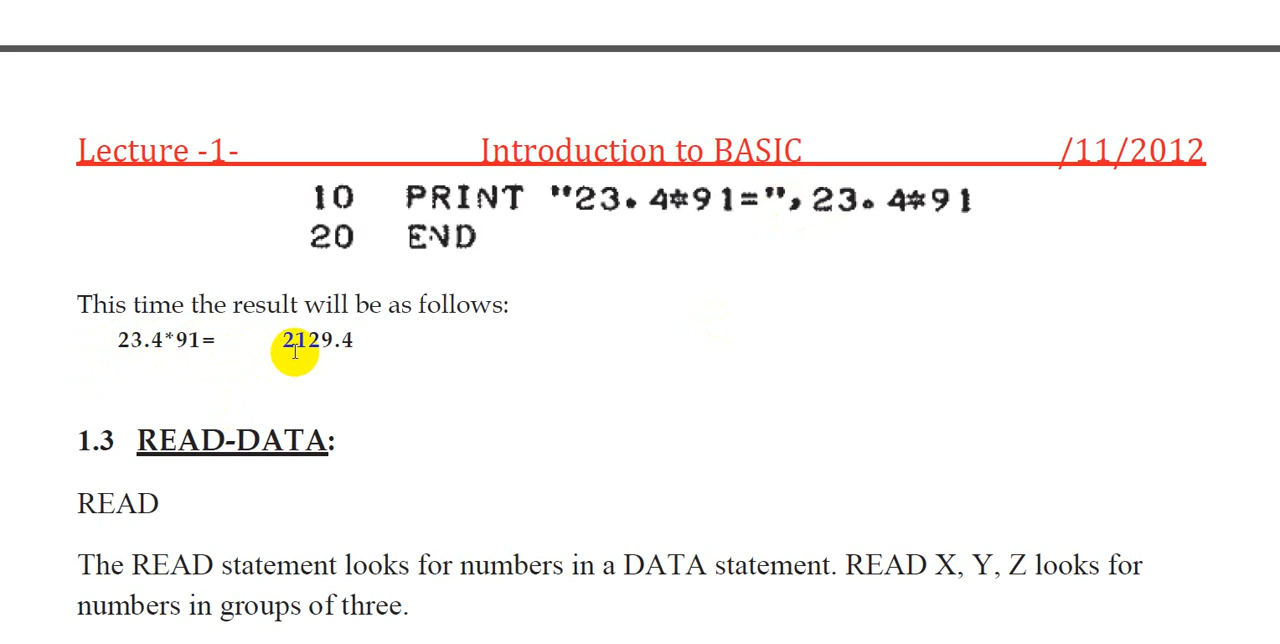 Lecture -1- Introduction to BASIC /11/2012
10 PRINT "23.4*91=",23.4*91
20 END
This time the result will be as follows:
23.4*91= 2129.4
1.3 READ-DATA:
READ
The READ statement looks for numbers in a DATA statement. READ X, Y, Z looks for
numbers in groups of three.